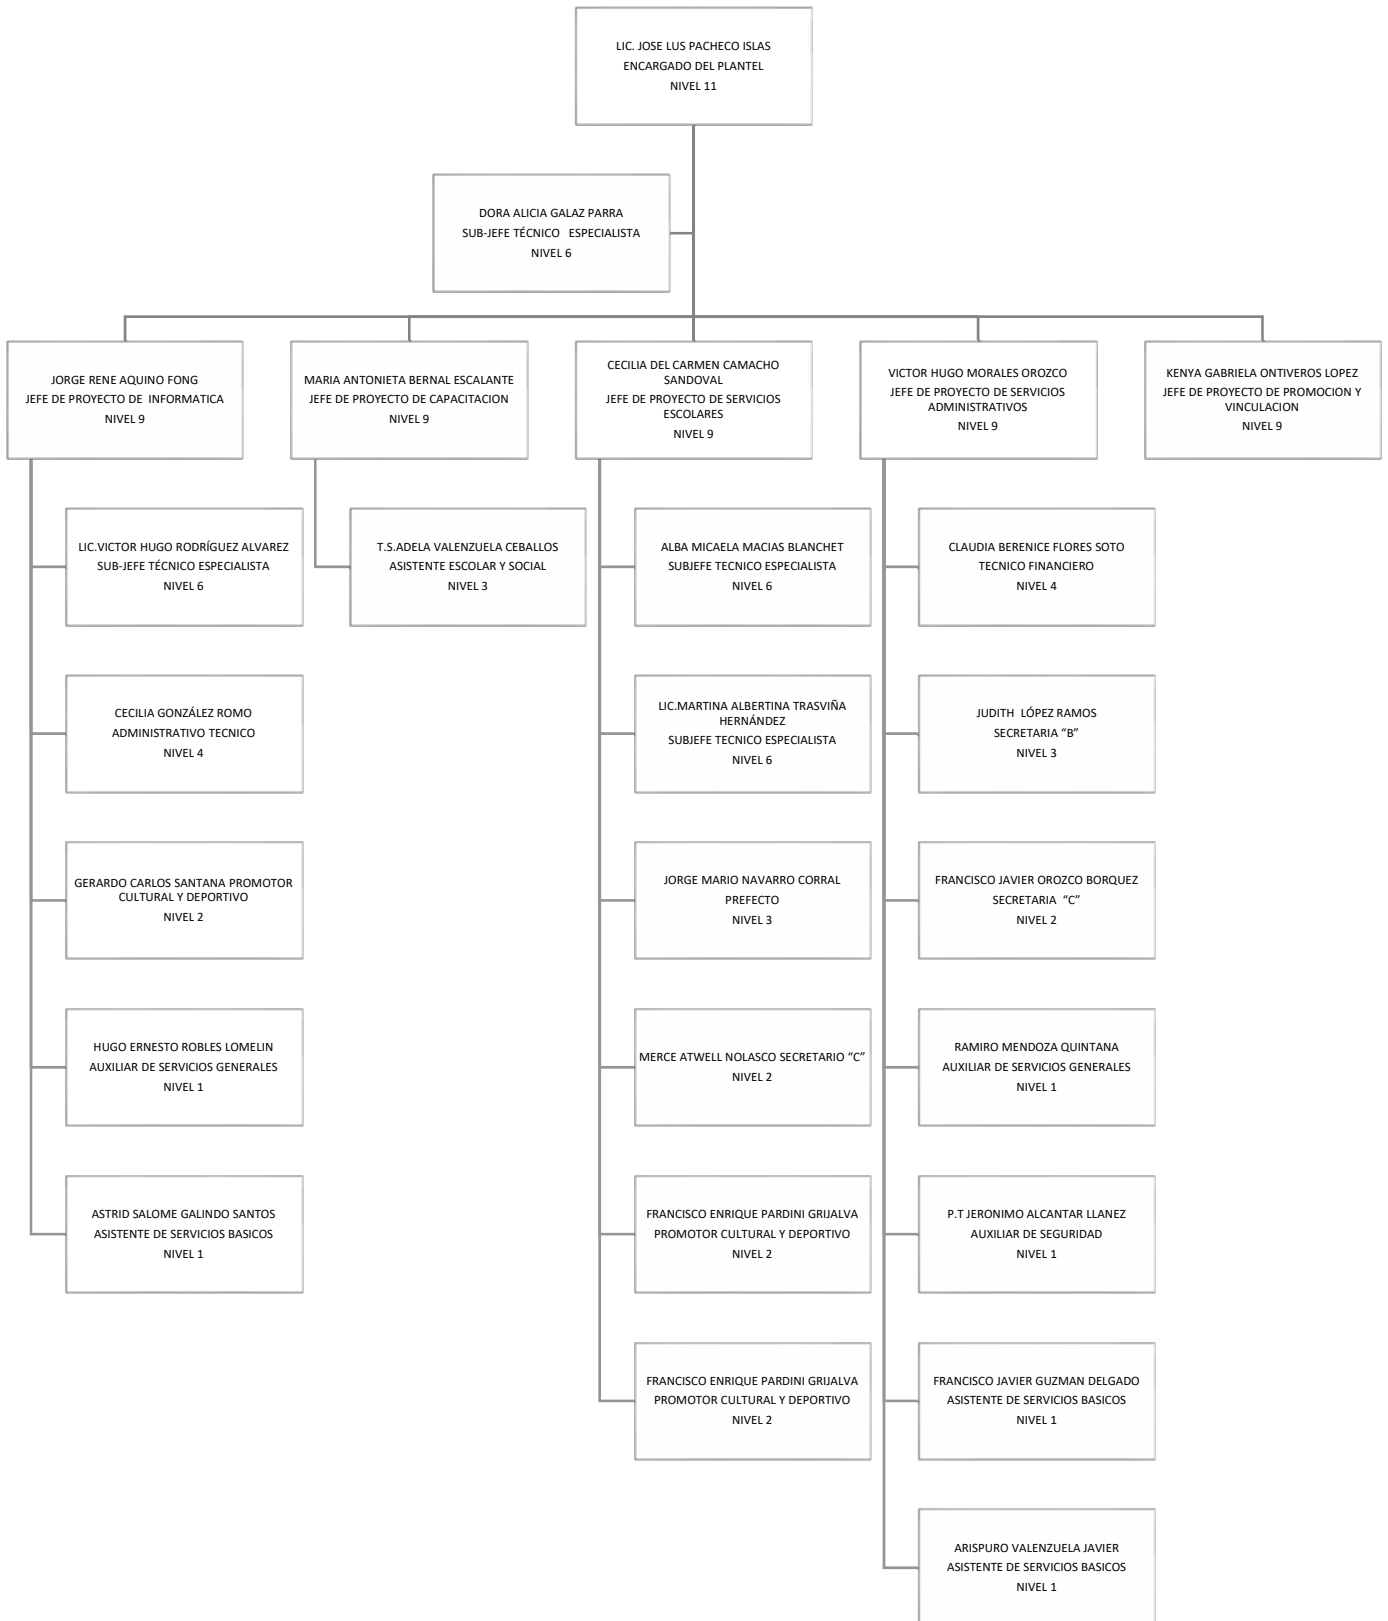 LIC. JOSE LUS PACHECO ISLAS
ENCARGADO DEL PLANTEL
NIVEL 11
DORA ALICIA GALAZ PARRA
SUB-JEFE TÉCNICO ESPECIALISTA
NIVEL 6
JORGE RENE AQUINO FONG
JEFE DE PROYECTO DE INFORMATICA
NIVEL 9
MARIA ANTONIETA BERNAL ESCALANTE
JEFE DE PROYECTO DE CAPACITACION
NIVEL 9
CECILIA DEL CARMEN CAMACHO
SANDOVAL
JEFE DE PROYECTO DE SERVICIOS
ESCOLARES
NIVEL 9
VICTOR HUGO MORALES OROZCO
JEFE DE PROYECTO DE SERVICIOS
ADMINISTRATIVOS
NIVEL 9
KENYA GABRIELA ONTIVEROS LOPEZ
JEFE DE PROYECTO DE PROMOCION Y
VINCULACION
NIVEL 9
LIC.VICTOR HUGO RODRÍGUEZ ALVAREZ
SUB-JEFE TÉCNICO ESPECIALISTA
NIVEL 6
T.S.ADELA VALENZUELA CEBALLOS
ASISTENTE ESCOLAR Y SOCIAL
NIVEL 3
ALBA MICAELA MACIAS BLANCHET
SUBJEFE TECNICO ESPECIALISTA
NIVEL 6
CLAUDIA BERENICE FLORES SOTO
TECNICO FINANCIERO
NIVEL 4
CECILIA GONZÁLEZ ROMO
ADMINISTRATIVO TECNICO
NIVEL 4
LIC.MARTINA ALBERTINA TRASVIÑA
HERNÁNDEZ
SUBJEFE TECNICO ESPECIALISTA
NIVEL 6
JUDITH LÓPEZ RAMOS
SECRETARIA “B”
NIVEL 3
GERARDO CARLOS SANTANA PROMOTOR
CULTURAL Y DEPORTIVO
NIVEL 2
JORGE MARIO NAVARRO CORRAL
PREFECTO
NIVEL 3
FRANCISCO JAVIER OROZCO BORQUEZ
SECRETARIA “C”
NIVEL 2
HUGO ERNESTO ROBLES LOMELIN
AUXILIAR DE SERVICIOS GENERALES
NIVEL 1
MERCE ATWELL NOLASCO SECRETARIO “C”
NIVEL 2
RAMIRO MENDOZA QUINTANA
AUXILIAR DE SERVICIOS GENERALES
NIVEL 1
ASTRID SALOME GALINDO SANTOS
ASISTENTE DE SERVICIOS BASICOS
NIVEL 1
FRANCISCO ENRIQUE PARDINI GRIJALVA
PROMOTOR CULTURAL Y DEPORTIVO
NIVEL 2
P.T JERONIMO ALCANTAR LLANEZ
AUXILIAR DE SEGURIDAD
NIVEL 1
FRANCISCO ENRIQUE PARDINI GRIJALVA
PROMOTOR CULTURAL Y DEPORTIVO
NIVEL 2
FRANCISCO JAVIER GUZMAN DELGADO
ASISTENTE DE SERVICIOS BASICOS
NIVEL 1
ARISPURO VALENZUELA JAVIER
ASISTENTE DE SERVICIOS BASICOS
NIVEL 1